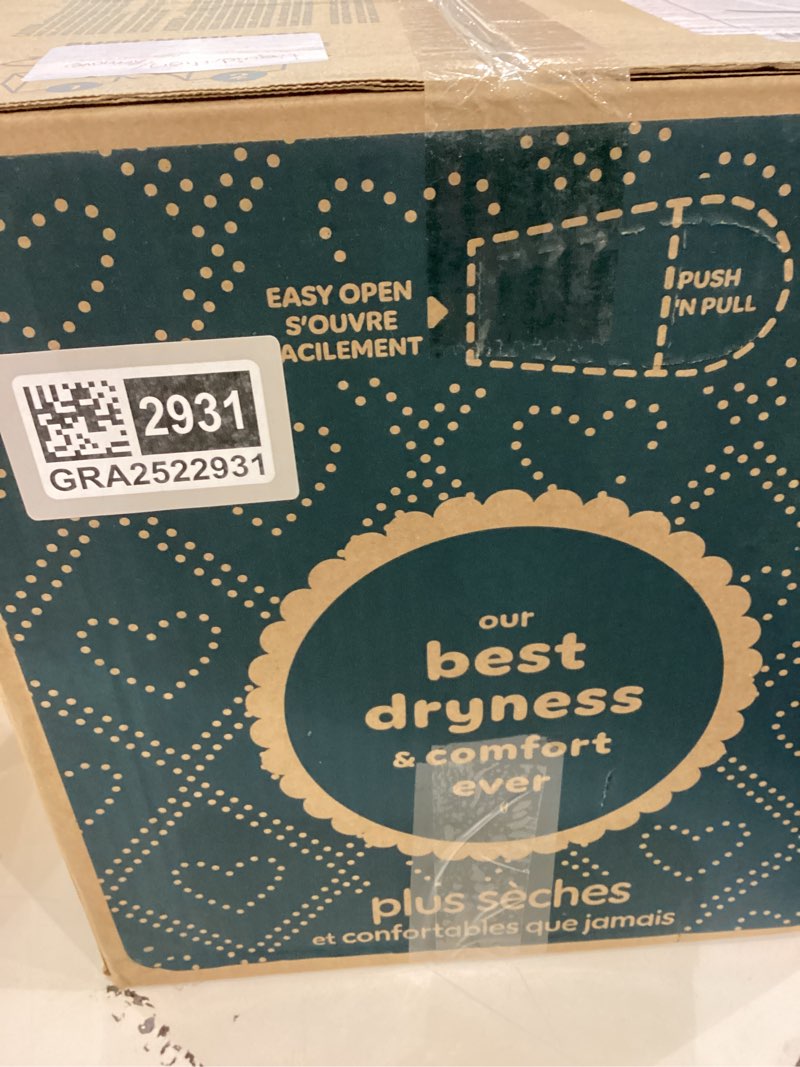 EASY OPEN
S'OUVRE
ACILEMENT
PUSH
'N PULL
2931
GRA2522931
our
best
dryness
& comfort
ever
plus sèches
et confortables que jamais